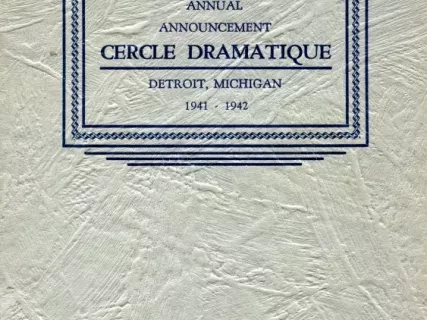 ANNUAL
ANNOUNCEMENT
CERCLE DRAMATIQUE
DETROIT, MICHIGAN
1941 - 1942